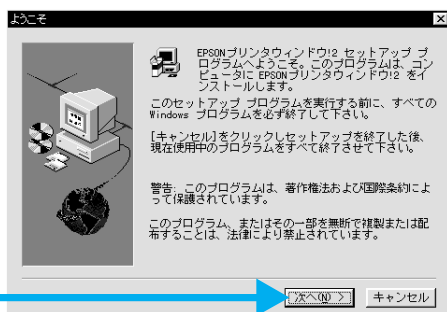 ようこそ
EPSONプリンタウィンドウ!2 セットアップ プ
ログラムへようこそ。このプログラムは、コン
ピュータに EPSONプリンタウィンドウ!2 をイ
ンストールします。
このセットアップ プログラムを実行する前に、すべての
Windows プログラムを必ず終了して下さい。
[キャンセル]をクリックしセットアップを終了した後、
現在使用中のプログラムをすべて終了させて下さい。
警告: このプログラムは、著作権法および国際条約によ
って保護されています。
このプログラム、またはその一部を無断で複製または配
布することは、法律により禁止されています。
次へ(N) > キャンセル